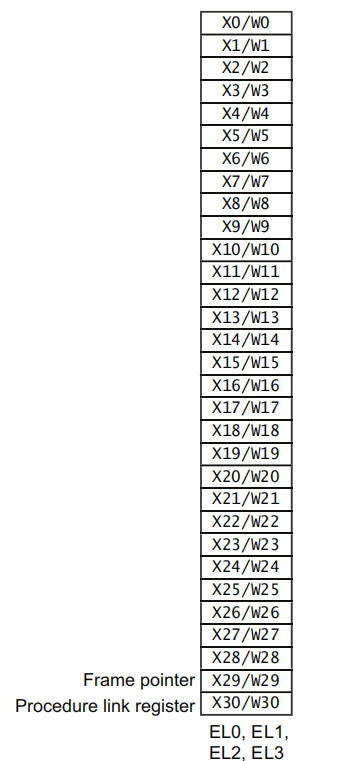 X0/W0
X1/W1
X2/W2
X3/W3
X4/W4
X5/W5
X6/W6
X7/W7
X8/W8
X9/W9
X10/W10
X11/W11
X12/W12
X13/W13
X14/W14
X15/W15
X16/W16
X17/W17
X18/W18
X19/W19
X20/W20
X21/W21
X22/W22
X23/W23
X24/W24
X25/W25
X26/W26
X27/W27
X28/W28
Frame pointer X29/W29
Procedure link register X30/W30
EL0, EL1,
EL2, EL3